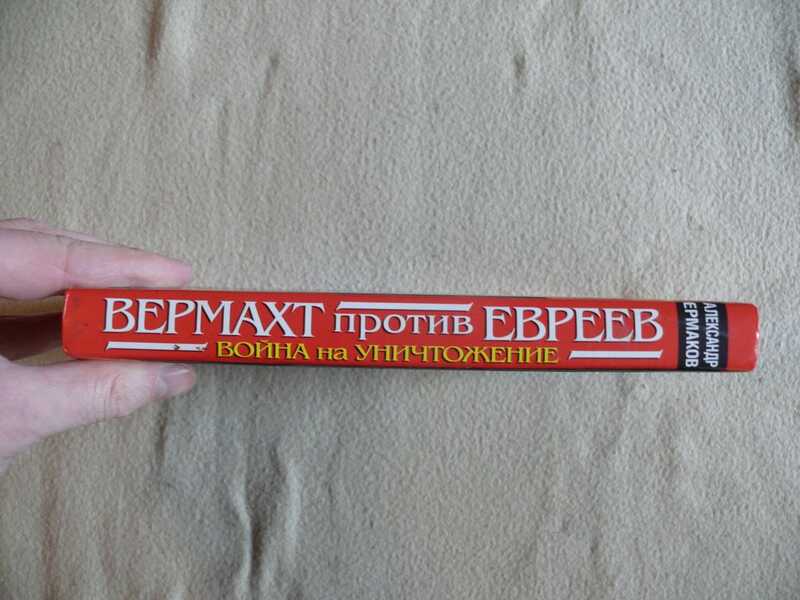 ВЕРМАХТ против ЕВРЕЕВ
ВОЙНА на УНИЧТОЖЕНИЕ
АЛЕКСАНДР
ЕРМАКОВ